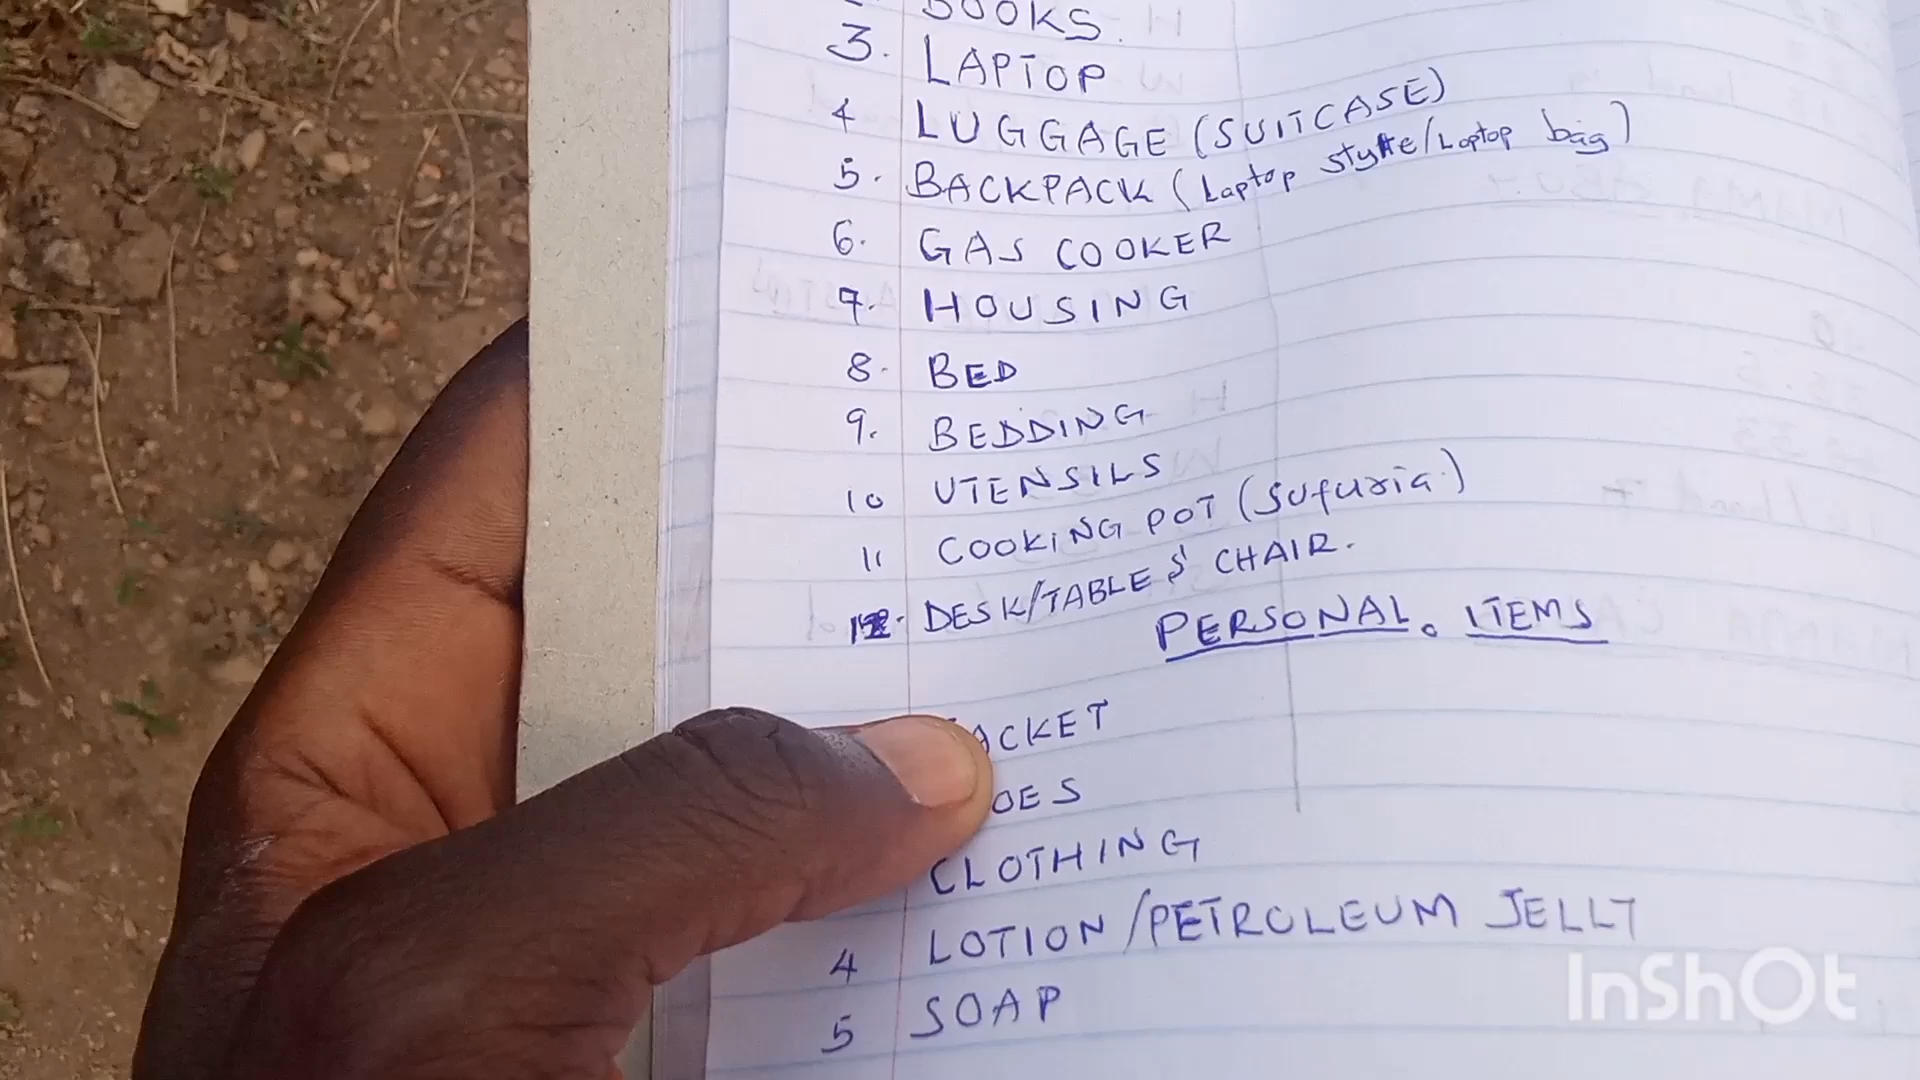 BOOKS.
3. LAPTOP
4 LUGGAGE (SUITCASE)
5. BACKPACK (Laptop style/Laptop bag)
6. GAS COOKER
7. HOUSING
8. BED
9. BEDDING
10 UTENSILS
11 COOKING POT (Sufuria.)
12. DESK/TABLE & CHAIR.
PERSONAL. ITEMS
ACKET
OES
CLOTHING
4 LOTION/PETROLEUM JELLY
5 SOAP
InShOt